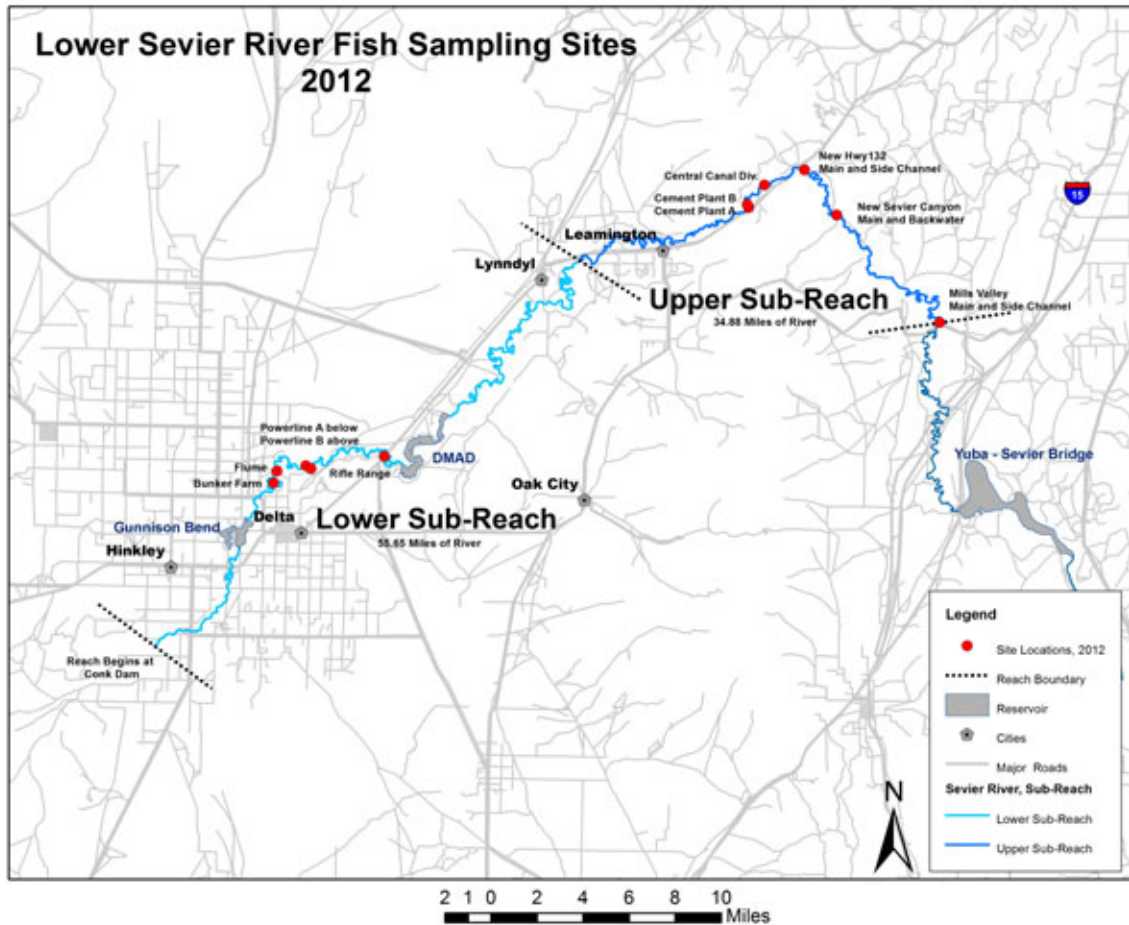 Lower Sevier River Fish Sampling Sites
2012
New Hwy132
Main and Side Channel
Central Canal Div.
Cement Plant B
Cement Plant A
New Sevier Canyon
Main and Backwater
15
Leamington
Lynndyl
Upper Sub-Reach
34.88 Miles of River
Mills Valley
Main and Side Channel
Powerline A below
Powerline B above
Flume
Bunker Farm
Rifle Range
DMAD
Yuba - Sevier Bridge
Oak City
Gunnison Bend
Delta
Lower Sub-Reach
55.65 Miles of River
Hinkley
Reach Begins at
Conk Dam
Legend
Site Locations, 2012
Reach Boundary
Reservoir
Cities
Major Roads
Sevier River, Sub-Reach
Lower Sub-Reach
Upper Sub-Reach
N
2 1 0 2 4 6 8 10
Miles